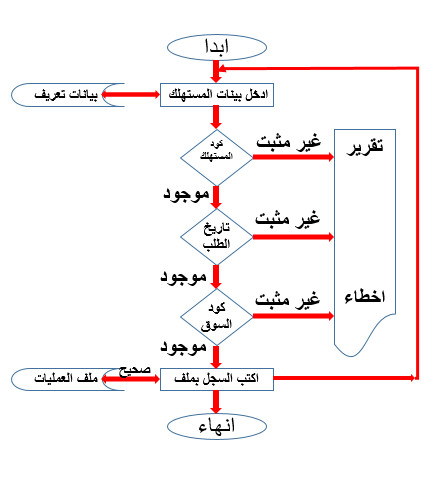 ابدا
ادخل بينات المستهلك
بيانات تعريف
كود
المستهلك
غير مثبت
تقرير
موجود
تاريخ
الطلب
غير مثبت
موجود
كود
السوق
غير مثبت
اخطاء
موجود
اكتب السجل بملف
صحيح
ملف العمليات
انهاء